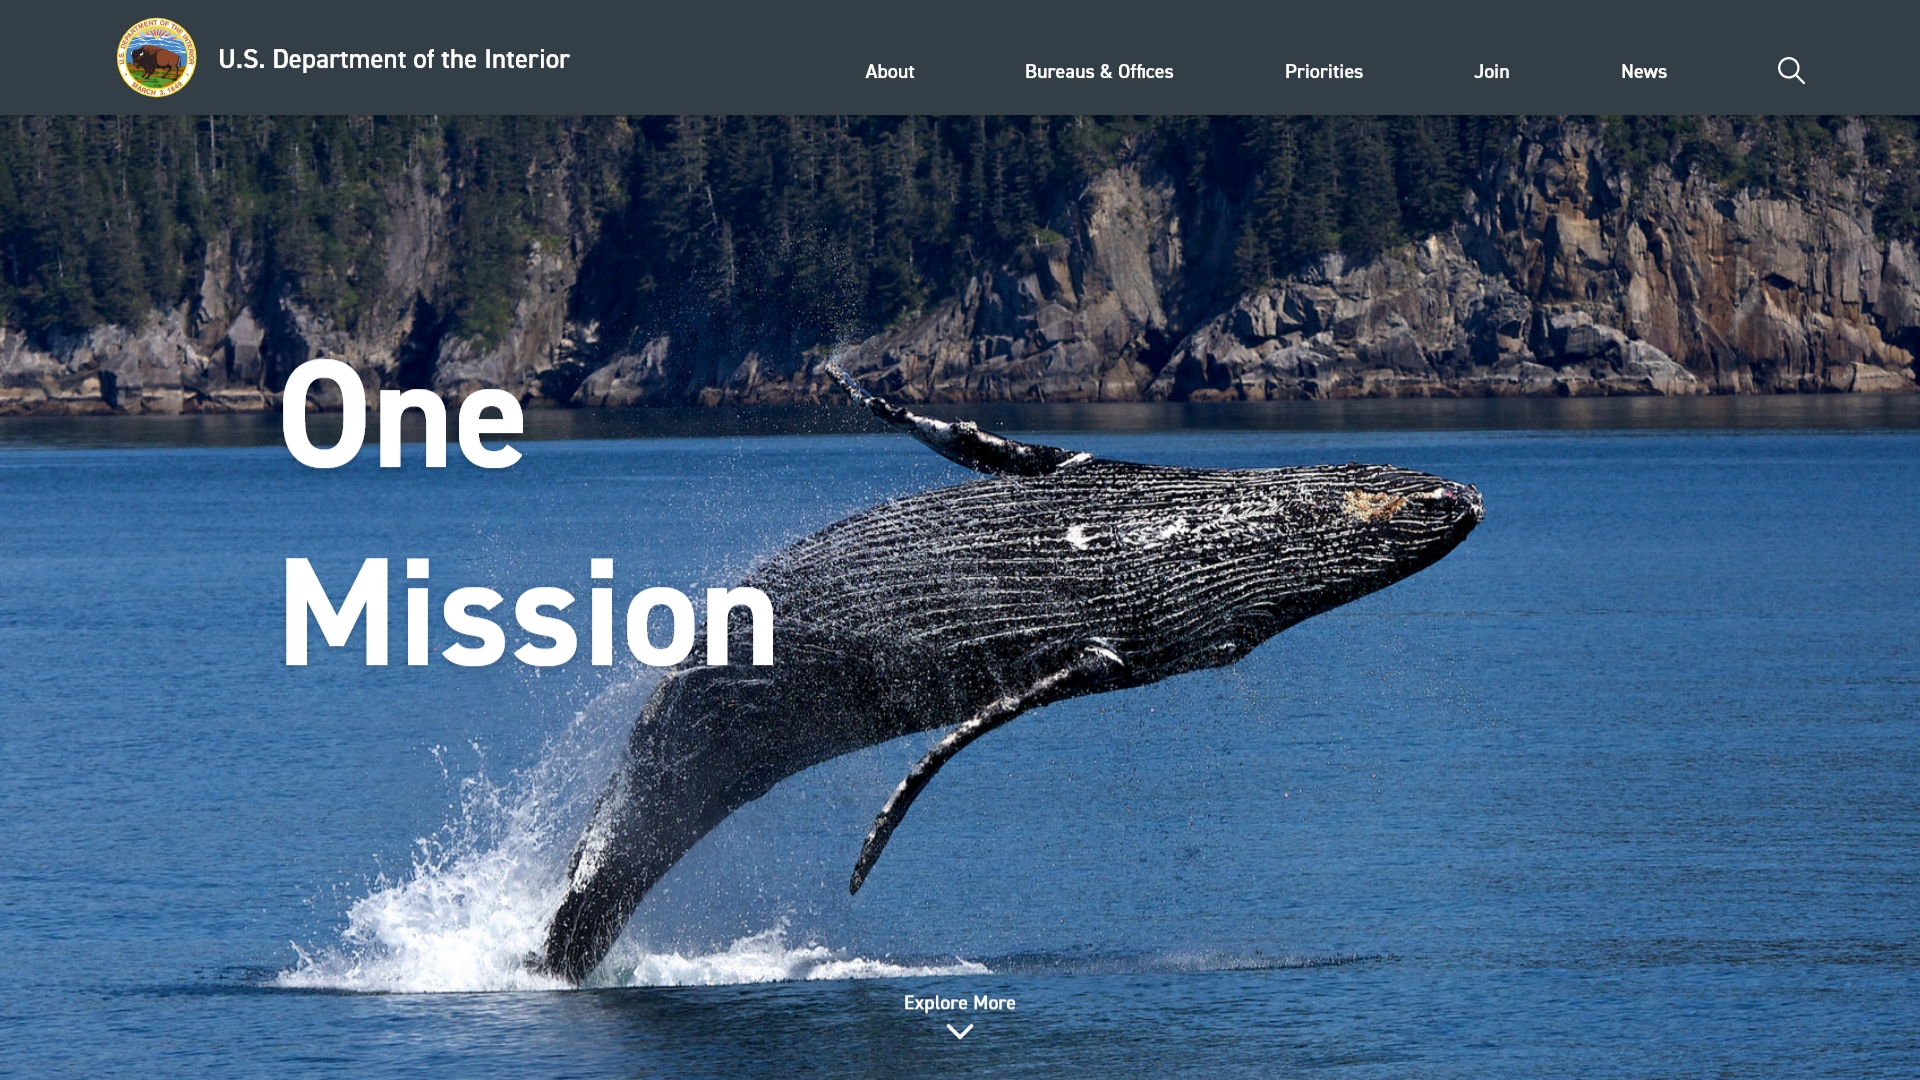 U.S. DEPARTMENT OF THE INTERIOR
MARCH 3, 1849
U.S. Department of the Interior
About
Bureaus & Offices
Priorities
Join
News
One
Mission
Explore More